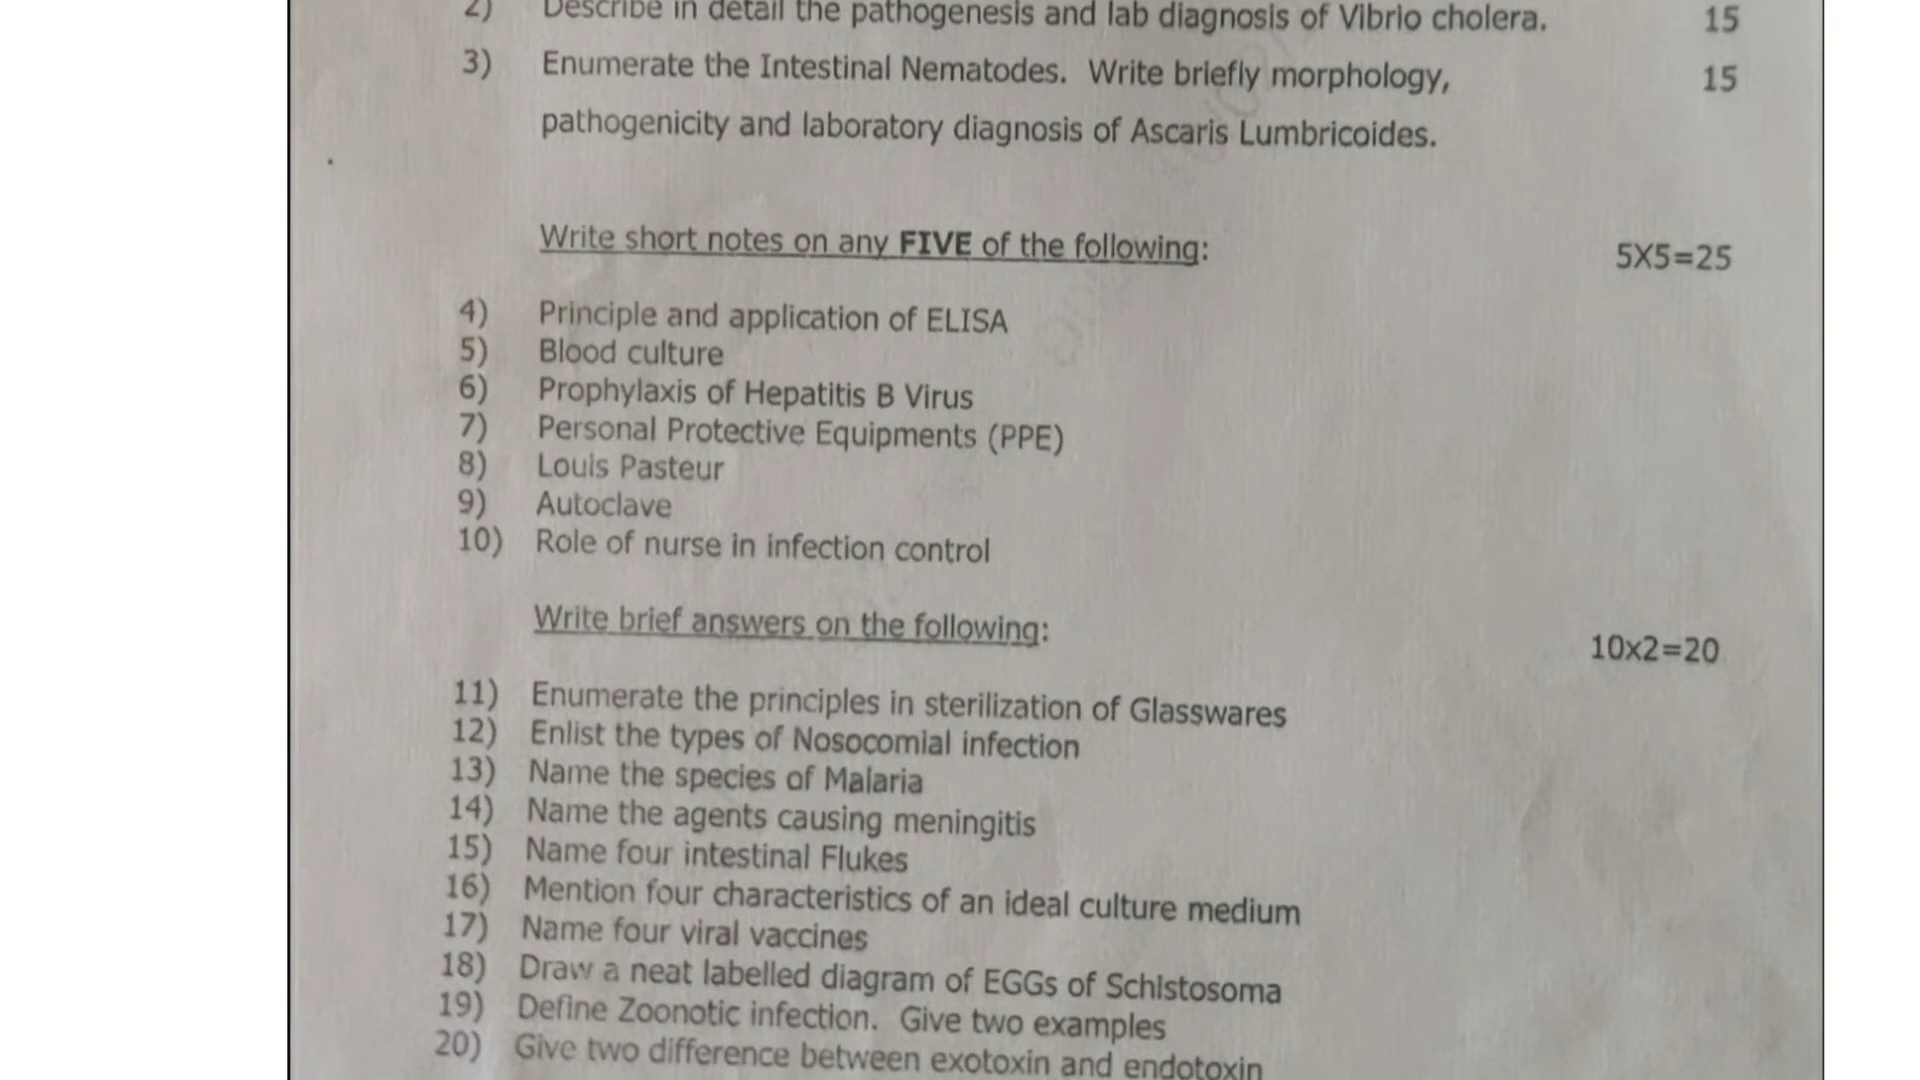 2) Describe in detail the pathogenesis and lab diagnosis of Vibrio cholera. 15
3) Enumerate the Intestinal Nematodes. Write briefly morphology, 15
pathogenicity and laboratory diagnosis of Ascaris Lumbricoides.
Write short notes on any FIVE of the following: 5X5=25
4) Principle and application of ELISA
5) Blood culture
6) Prophylaxis of Hepatitis B Virus
7) Personal Protective Equipments (PPE)
8) Louis Pasteur
9) Autoclave
10) Role of nurse in infection control
Write brief answers on the following: 10x2=20
11) Enumerate the principles in sterilization of Glasswares
12) Enlist the types of Nosocomial infection
13) Name the species of Malaria
14) Name the agents causing meningitis
15) Name four intestinal Flukes
16) Mention four characteristics of an ideal culture medium
17) Name four viral vaccines
18) Draw a neat labelled diagram of EGGs of Schistosoma
19) Define Zoonotic infection. Give two examples
20) Give two difference between exotoxin and endotoxin